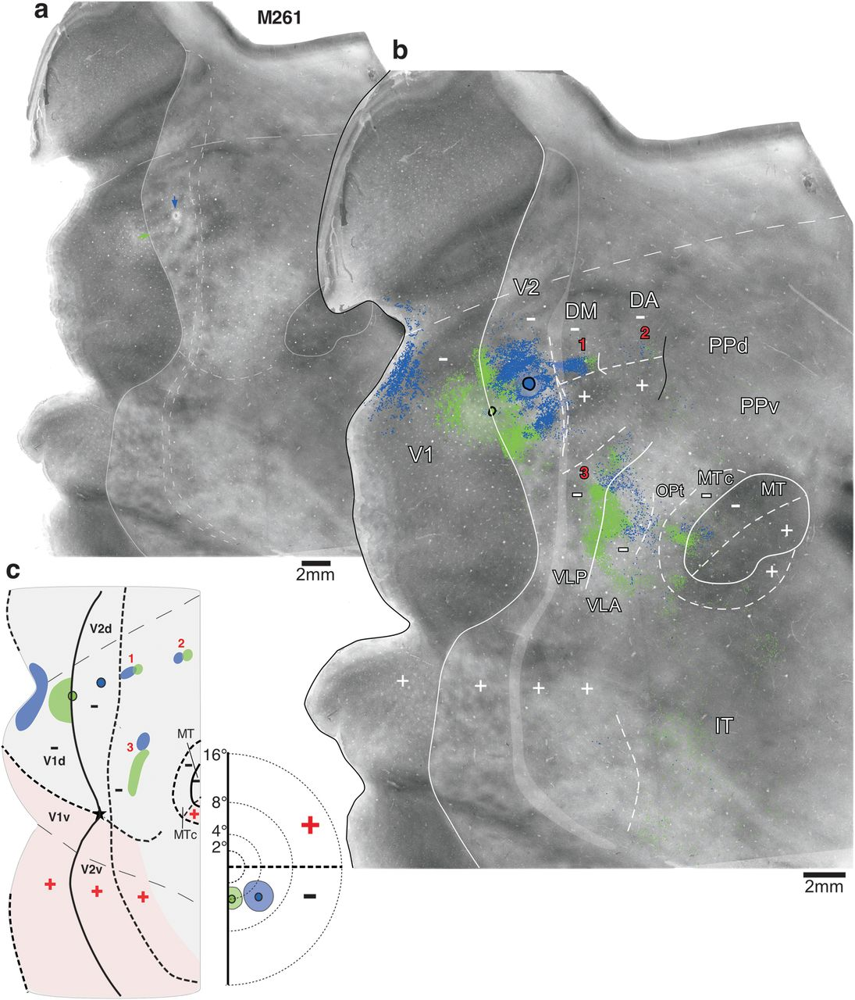 a
M261
b
V2
−
DM
−
DA
−
1
2
PPd
−
+
+
PPv
V1
3
−
OPt
MTc
−
MT
−
+
−
+
VLP
VLA
2mm
c
V2d
1
2
−
3
−
V1d
−
MT
−
−
+
MTc
V1v
V2v
+
+
+
16°
8°
4°
2°
+
−
+
+
+
+
IT
2mm